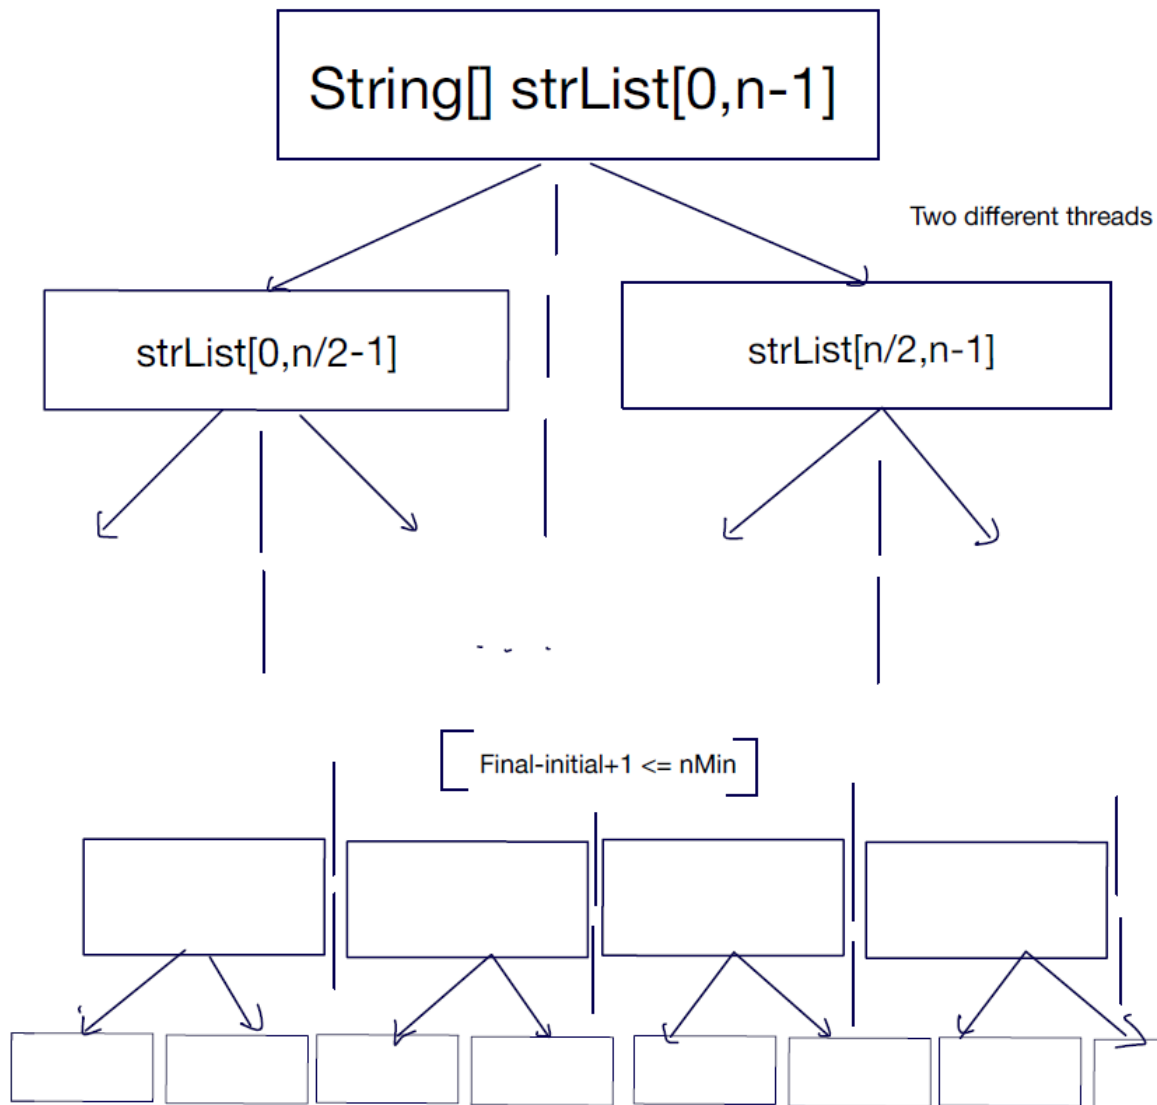 String[] strList[0,n-1]
Two different threads
strList[0,n/2-1]
strList[n/2,n-1]
Final-initial+1 <= nMin